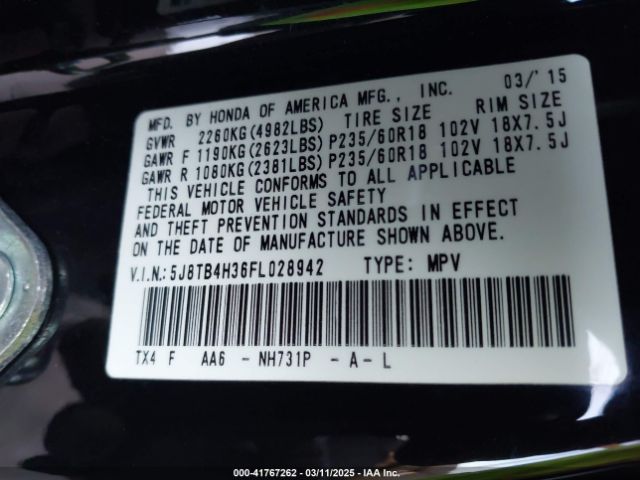 MFD. BY HONDA OF AMERICA MFG., INC. 03/'15
GVWR 2260KG(4982LBS) TIRE SIZE RIM SIZE
GAWR F 1190KG(2623LBS) P235/60R18 102V 18X7.5J
GAWR R 1080KG(2381LBS) P235/60R18 102V 18X7.5J
THIS VEHICLE CONFORMS TO ALL APPLICABLE
FEDERAL MOTOR VEHICLE SAFETY
AND THEFT PREVENTION STANDARDS IN EFFECT
ON THE DATE OF MANUFACTURE SHOWN ABOVE.
V.I.N.:5J8TB4H36FL028942 TYPE: MPV
TX4 F AA6 - NH731P - A - L
000-41767262 - 03/11/2025 - IAA Inc.